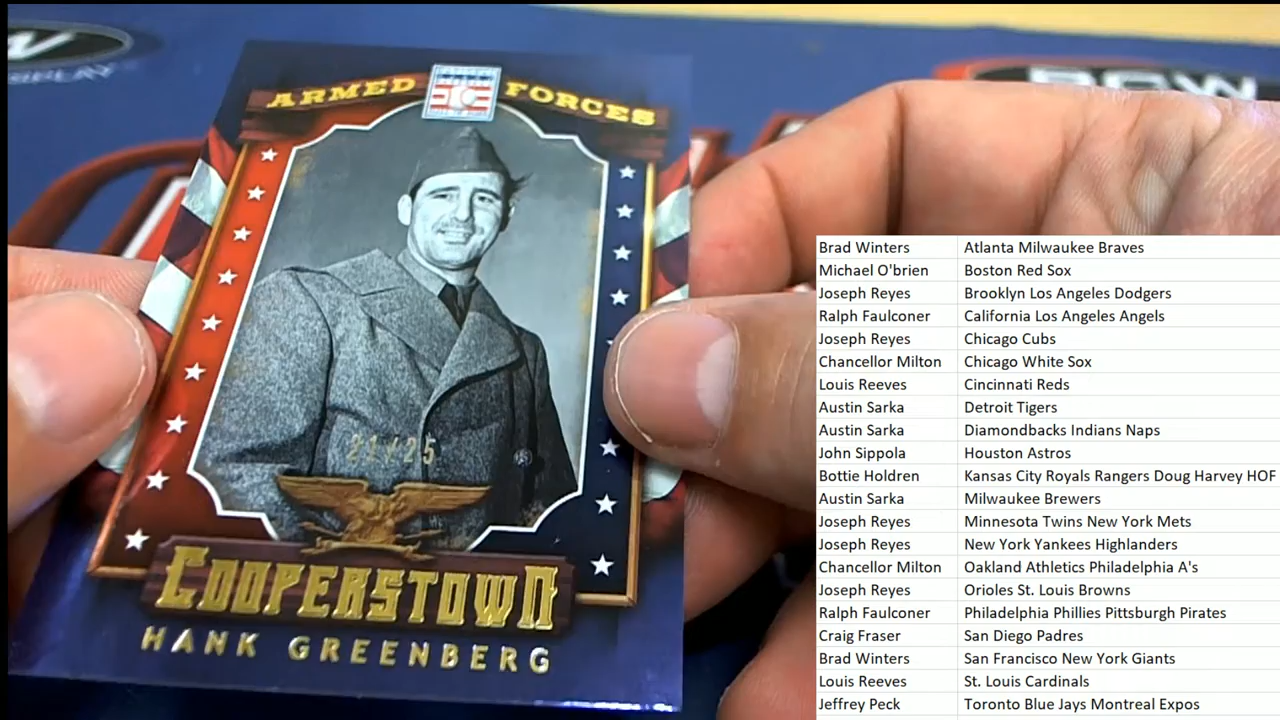 ARMED FORCES
21/25
COOPERSTOWN
HANK GREENBERG
Brad Winters Atlanta Milwaukee Braves
Michael O'brien Boston Red Sox
Joseph Reyes Brooklyn Los Angeles Dodgers
Ralph Faulconer California Los Angeles Angels
Joseph Reyes Chicago Cubs
Chancellor Milton Chicago White Sox
Louis Reeves Cincinnati Reds
Austin Sarka Detroit Tigers
Austin Sarka Diamondbacks Indians Naps
John Sippola Houston Astros
Bottie Holdren Kansas City Royals Rangers Doug Harvey HOF
Austin Sarka Milwaukee Brewers
Joseph Reyes Minnesota Twins New York Mets
Joseph Reyes New York Yankees Highlanders
Chancellor Milton Oakland Athletics Philadelphia A's
Joseph Reyes Orioles St. Louis Browns
Ralph Faulconer Philadelphia Phillies Pittsburgh Pirates
Craig Fraser San Diego Padres
Brad Winters San Francisco New York Giants
Louis Reeves St. Louis Cardinals
Jeffrey Peck Toronto Blue Jays Montreal Expos